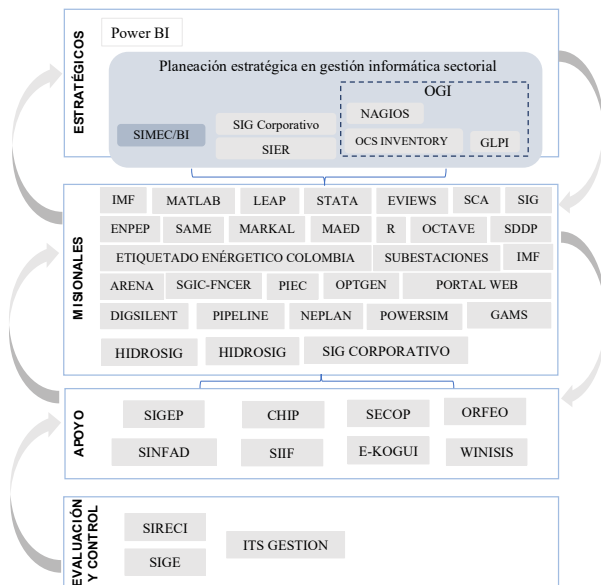 ESTRATÉGICOS
Power BI
Planeación estratégica en gestión informática sectorial
OGI
NAGIOS
SIMEC/BI
SIG Corporativo
SIER
OCS INVENTORY
GLPI
MISIONALES
IMF MATLAB LEAP STATA EVIEWS SCA SIG
ENPEP SAME MARKAL MAED R OCTAVE SDDP
ETIQUETADO ENÉRGETICO COLOMBIA SUBESTACIONES IMF
ARENA SGIC-FNCER PIEC OPTGEN PORTAL WEB
DIGSILENT PIPELINE NEPLAN POWERSIM GAMS
HIDROSIG HIDROSIG SIG CORPORATIVO
APOYO
SIGEP CHIP SECOP ORFEO
SINFAD SIIF E-KOGUI WINISIS
EVALUACIÓN
Y CONTROL
SIRECI
ITS GESTION
SIGE